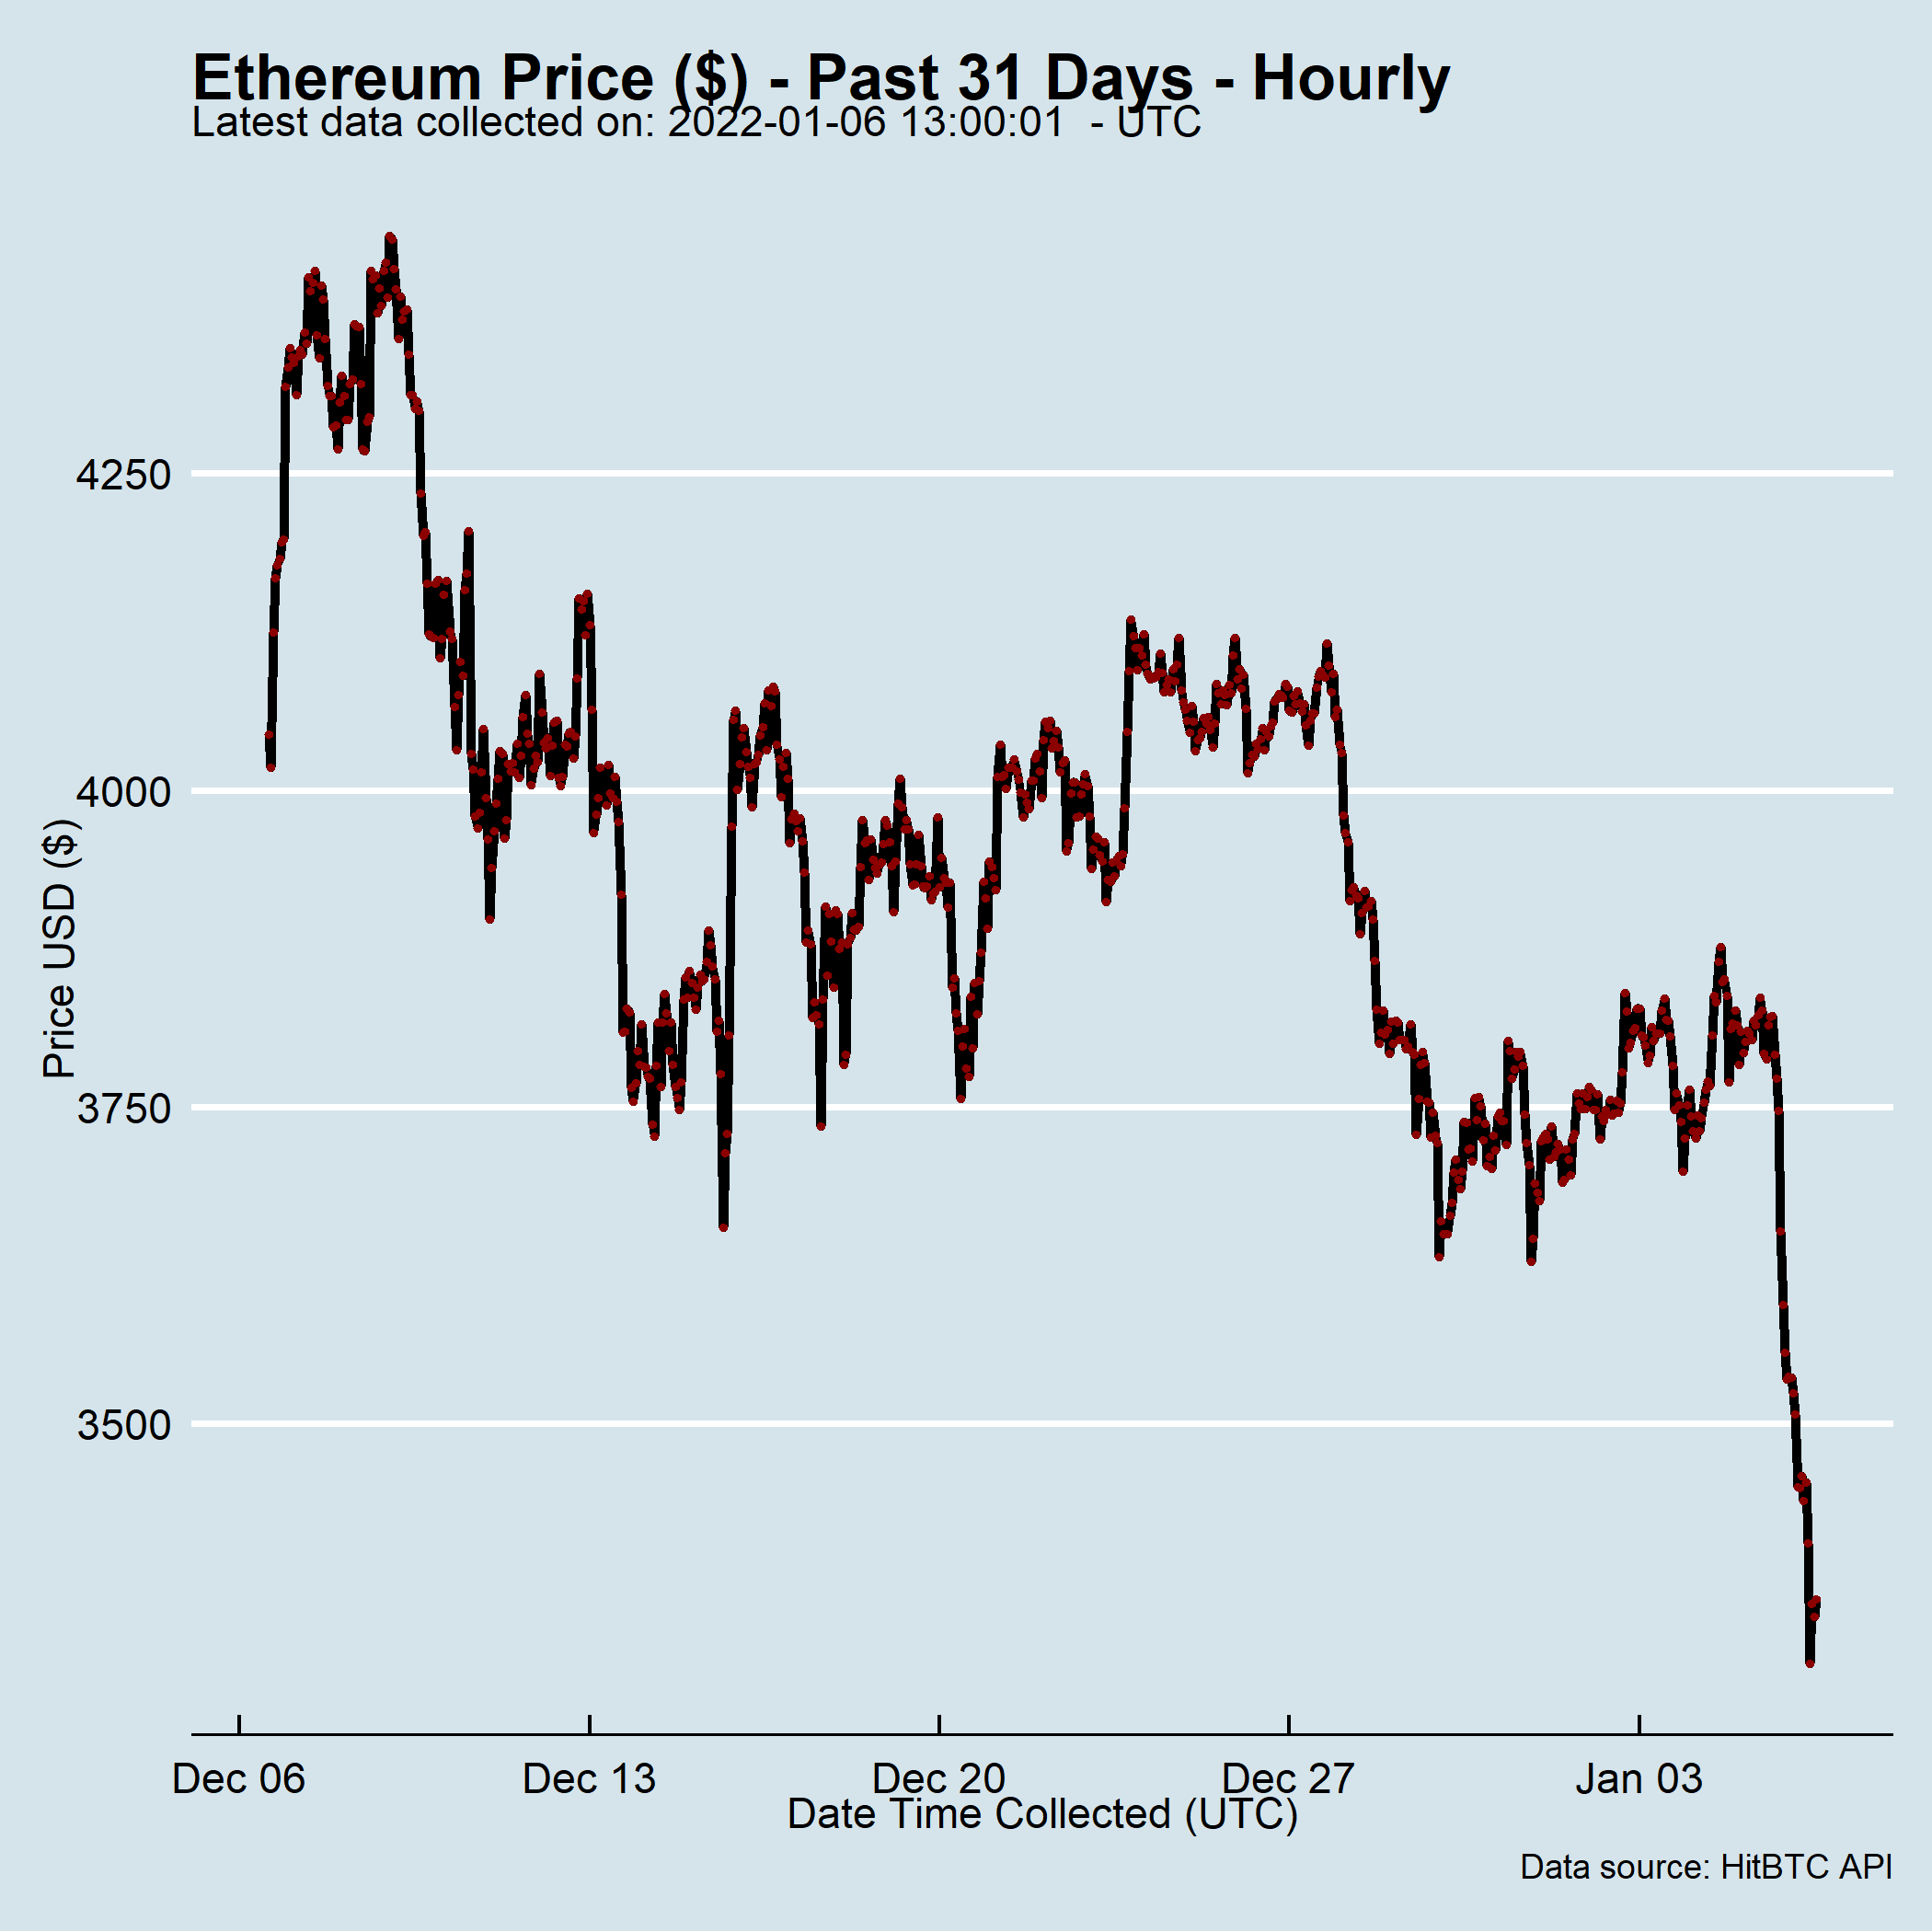 Ethereum Price ($) - Past 31 Days - Hourly
Latest data collected on: 2022-01-06 13:00:01  - UTC
Price USD ($)
4250
4000
3750
3500
Dec 06 Dec 13 Dec 20 Dec 27 Jan 03
Date Time Collected (UTC)
Data source: HitBTC API